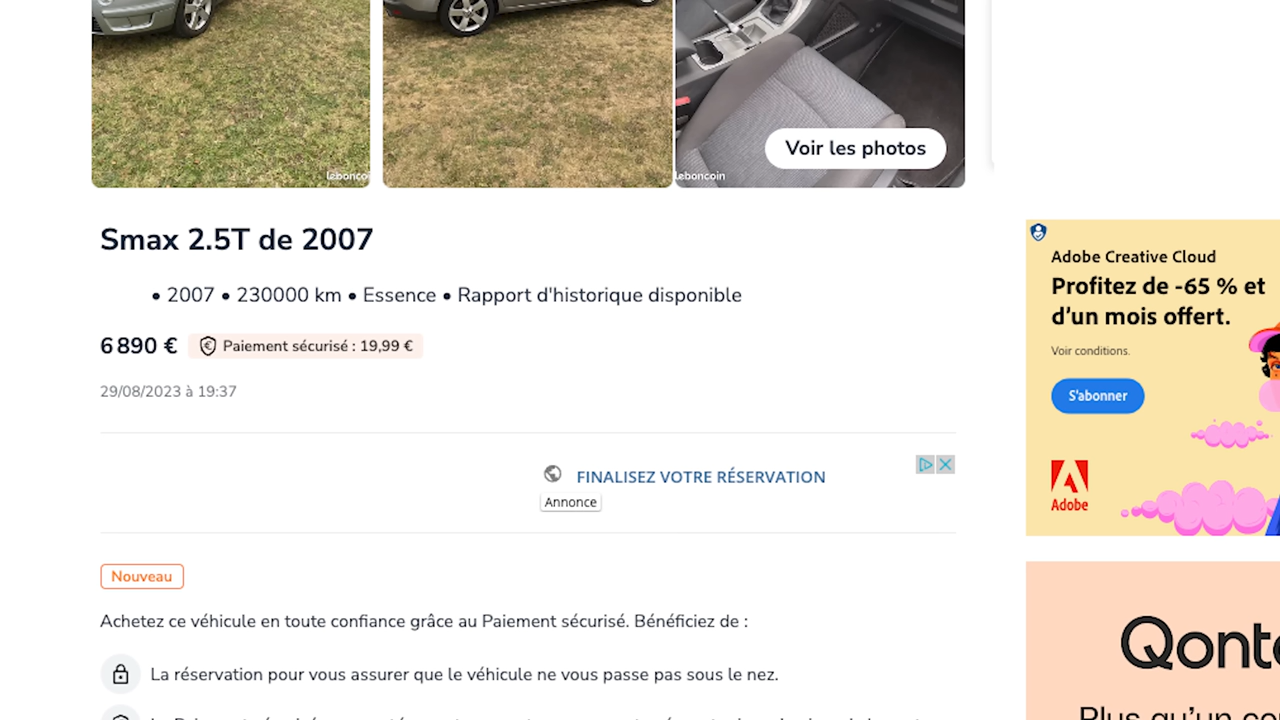 leboncoin
Voir les photos
Smax 2.5T de 2007
• 2007 • 230000 km • Essence • Rapport d'historique disponible
6 890 € Paiement sécurisé : 19,99 €
29/08/2023 à 19:37
FINALISEZ VOTRE RÉSERVATION
Annonce
Nouveau
Achetez ce véhicule en toute confiance grâce au Paiement sécurisé. Bénéficiez de :
La réservation pour vous assurer que le véhicule ne vous passe pas sous le nez.
Adobe Creative Cloud
Profitez de -65 % et
d'un mois offert.
Voir conditions.
S'abonner
Adobe
Plus qu'un